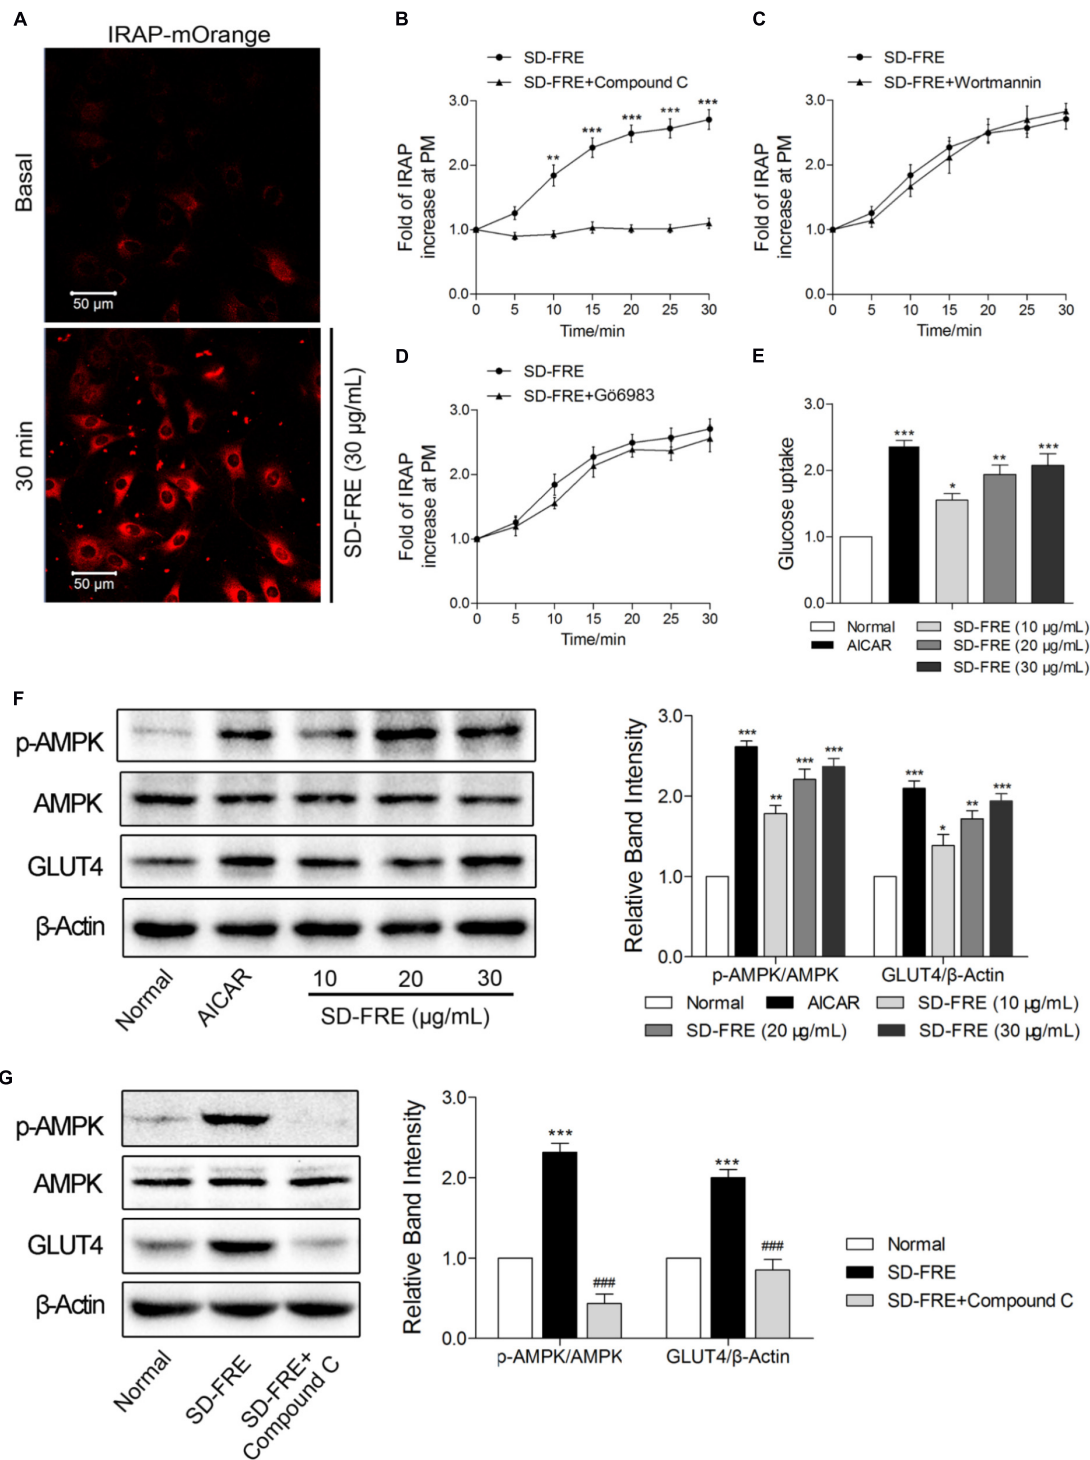 A
IRAP-mOrange
Basal
50 µm
30 min
50 µm
SD-FRE (30 µg/mL)
B
SD-FRE
SD-FRE+Compound C
Fold of IRAP
increase at PM
3.0
2.0
1.0
0.0
** *** *** *** ***
0 5 10 15 20 25 30
Time/min
C
SD-FRE
SD-FRE+Wortmannin
Fold of IRAP
increase at PM
3.0
2.0
1.0
0.0
0 5 10 15 20 25 30
Time/min
D
SD-FRE
SD-FRE+Gö6983
Fold of IRAP
increase at PM
3.0
2.0
1.0
0.0
0 5 10 15 20 25 30
Time/min
E
Glucose uptake
3.0
2.0
1.0
0.0
*** * ** ***
Normal
AICAR
SD-FRE (10 µg/mL)
SD-FRE (20 µg/mL)
SD-FRE (30 µg/mL)
F
p-AMPK
AMPK
GLUT4
β-Actin
Normal
AICAR
10 20 30
SD-FRE (µg/mL)
Relative Band Intensity
3.0
2.0
1.0
0.0
*** ** *** *** *** * ** ***
p-AMPK/AMPK GLUT4/β-Actin
Normal AICAR SD-FRE (10 µg/mL)
SD-FRE (20 µg/mL) SD-FRE (30 µg/mL)
G
p-AMPK
AMPK
GLUT4
β-Actin
Normal
SD-FRE
SD-FRE+
Compound C
Relative Band Intensity
3.0
2.0
1.0
0.0
*** ### *** ###
p-AMPK/AMPK GLUT4/β-Actin
Normal
SD-FRE
SD-FRE+Compound C